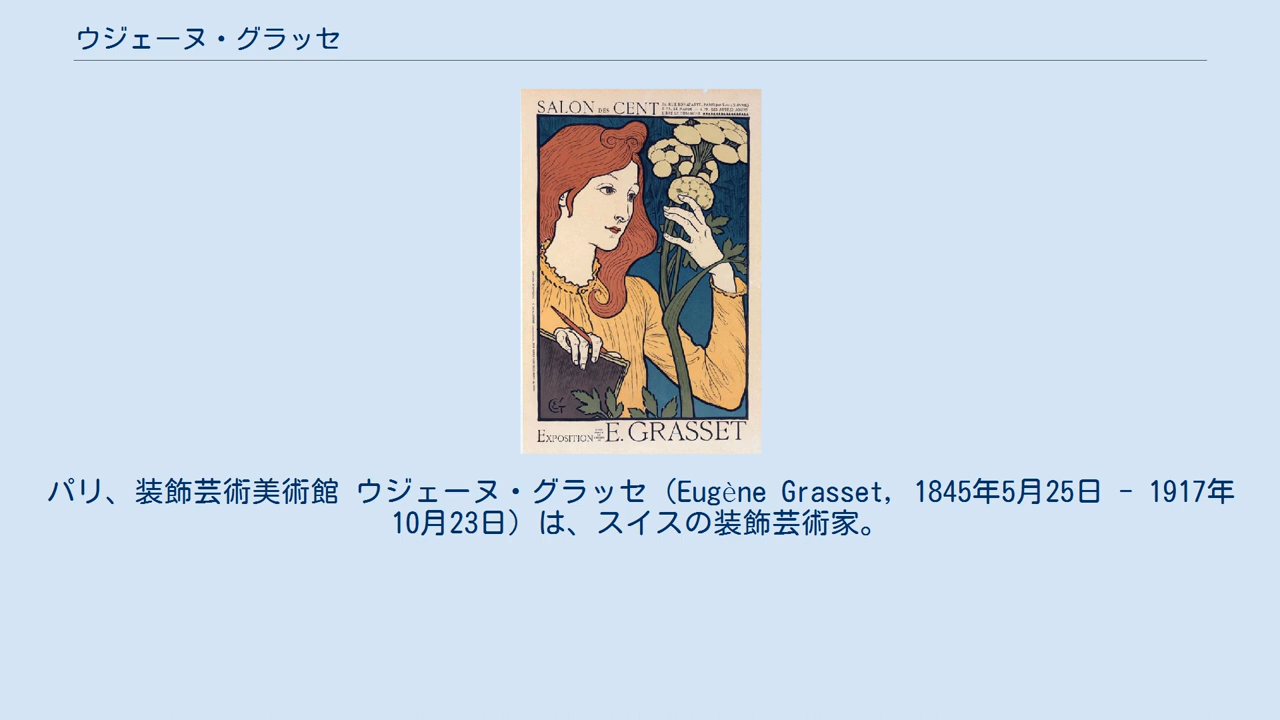 ウジェーヌ・グラッセ
SALON DES CENT
EXPOSITION
E. GRASSET
パリ、装飾芸術美術館 ウジェーヌ・グラッセ（Eugène Grasset, 1845年5月25日 - 1917年
10月23日）は、スイスの装飾芸術家。